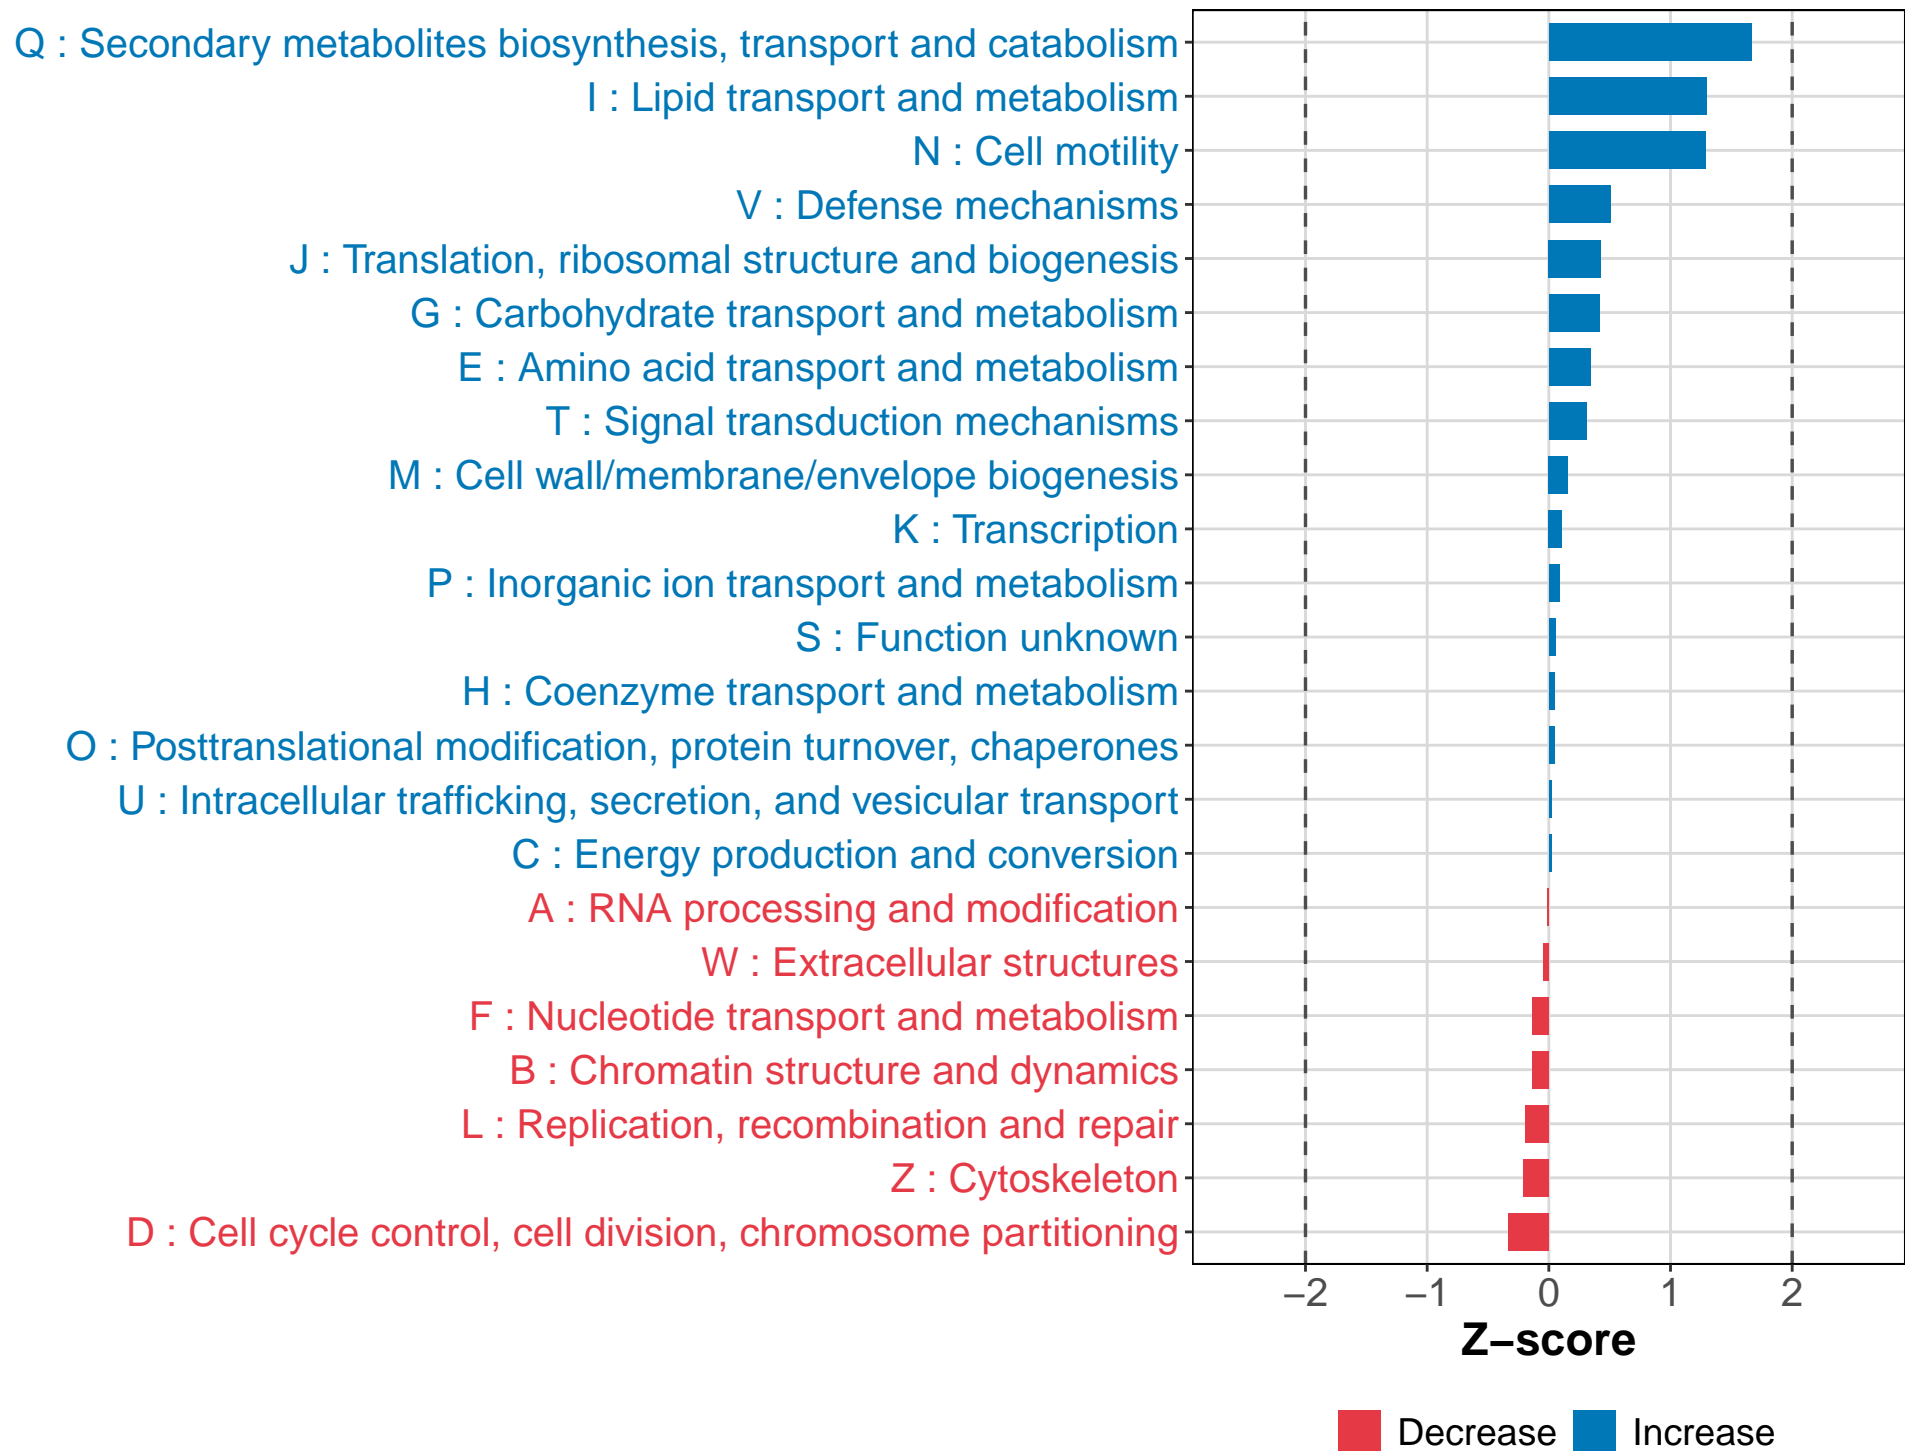 Q : Secondary metabolites biosynthesis, transport and catabolism
I : Lipid transport and metabolism
N : Cell motility
V : Defense mechanisms
J : Translation, ribosomal structure and biogenesis
G : Carbohydrate transport and metabolism
E : Amino acid transport and metabolism
T : Signal transduction mechanisms
M : Cell wall/membrane/envelope biogenesis
K : Transcription
P : Inorganic ion transport and metabolism
S : Function unknown
H : Coenzyme transport and metabolism
O : Posttranslational modification, protein turnover, chaperones
U : Intracellular trafficking, secretion, and vesicular transport
C : Energy production and conversion
A : RNA processing and modification
W : Extracellular structures
F : Nucleotide transport and metabolism
B : Chromatin structure and dynamics
L : Replication, recombination and repair
Z : Cytoskeleton
D : Cell cycle control, cell division, chromosome partitioning
−2 −1 0 1 2
Z−score
Decrease Increase